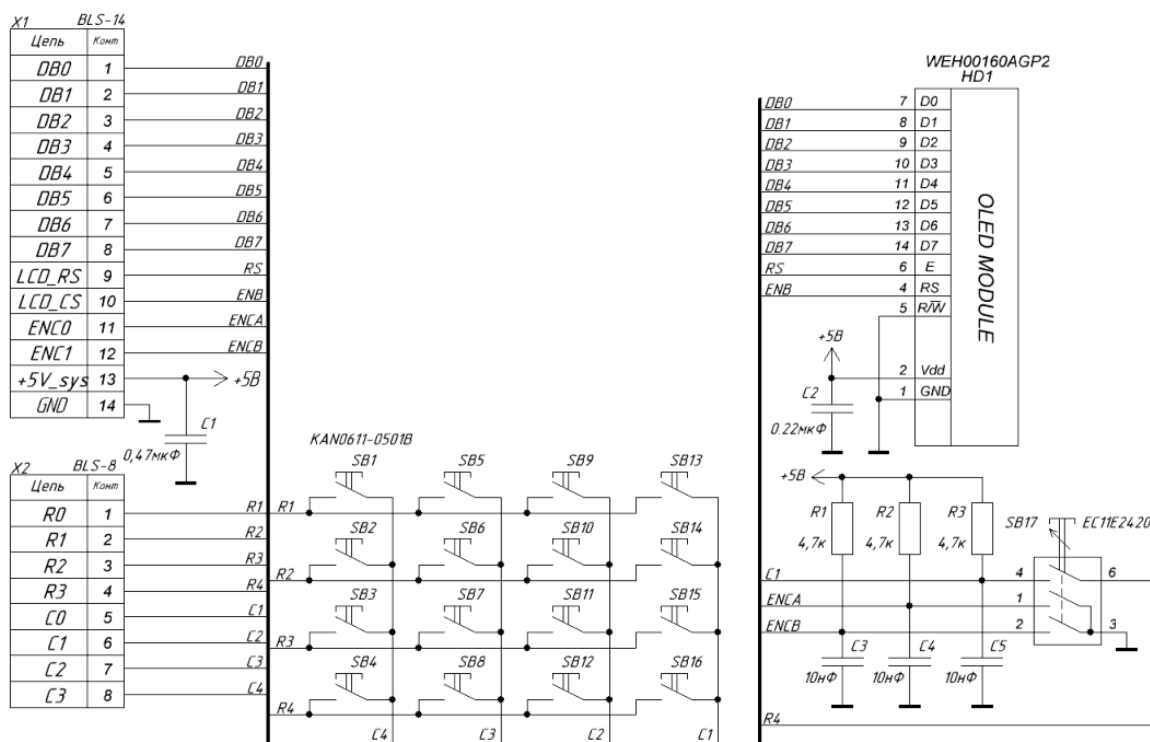 X1 BLS-14
Цепь Конт
DB0 1 DB0
DB1 2 DB1
DB2 3 DB2
DB3 4 DB3
DB4 5 DB4
DB5 6 DB5
DB6 7 DB6
DB7 8 DB7
LCD_RS 9 RS
LCD_CS 10 ENB
ENC0 11 ENCA
ENC1 12 ENCB
+5V_sys 13 +5В
GND 14
C1
0,47мкФ
X2 BLS-8
Цепь Конт
R0 1 R1
R1 2 R2
R2 3 R3
R3 4 R4
C0 5 C1
C1 6 C2
C2 7 C3
C3 8 C4
KAN0611-0501B
SB1 SB5 SB9 SB13
R1
SB2 SB6 SB10 SB14
R2
SB3 SB7 SB11 SB15
R3
SB4 SB8 SB12 SB16
R4
C4 C3 C2 C1
WEH00160AGP2
HD1
DB0 7 D0
DB1 8 D1
DB2 9 D2
DB3 10 D3
DB4 11 D4
DB5 12 D5
DB6 13 D6
DB7 14 D7
RS 6 E
ENB 4 RS
5 R/W
OLED MODULE
+5В
2 Vdd
1 GND
C2
0.22мкФ
+5В
R1 R2 R3 SB17 EC11E2420
4,7к 4,7к 4,7к
C1 4 6
ENCA 1
ENCB 2 3
C3 C4 C5
10нФ 10нФ 10нФ
R4